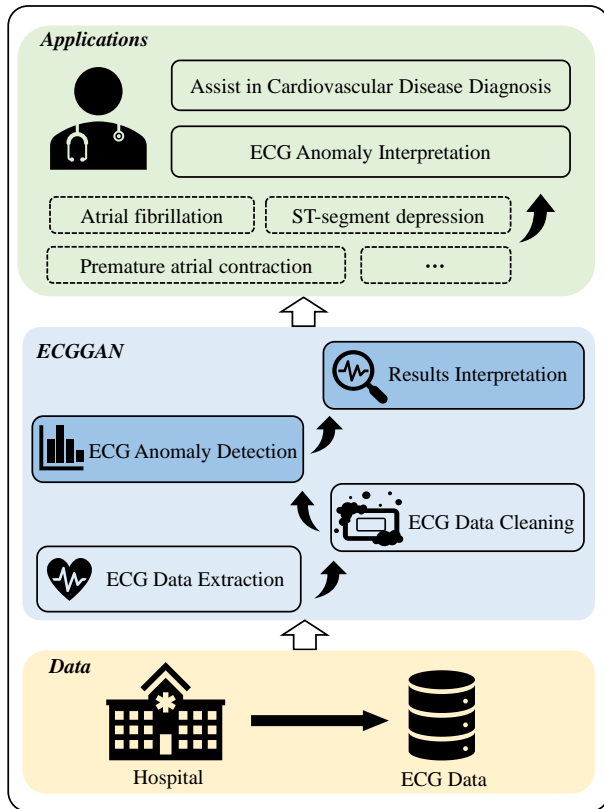 Applications
Assist in Cardiovascular Disease Diagnosis
ECG Anomaly Interpretation
Atrial fibrillation
ST-segment depression
Premature atrial contraction
...
ECGGAN
Results Interpretation
ECG Anomaly Detection
ECG Data Cleaning
ECG Data Extraction
Data
Hospital
ECG Data